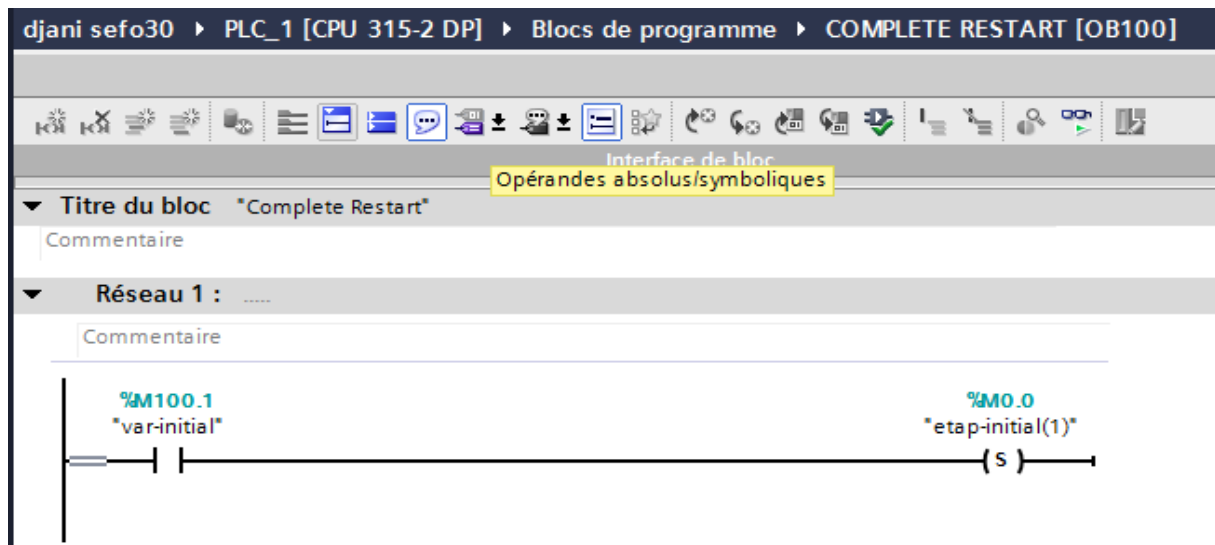 djani sefo30 ▸ PLC_1 [CPU 315-2 DP] ▸ Blocs de programme ▸ COMPLETE RESTART [OB100]
Interface de bloc
Opérandes absolus/symboliques
Titre du bloc "Complete Restart"
Commentaire
Réseau 1 : .....
Commentaire
%M100.1 %M0.0
"var-initial" "etap-initial(1)"
S